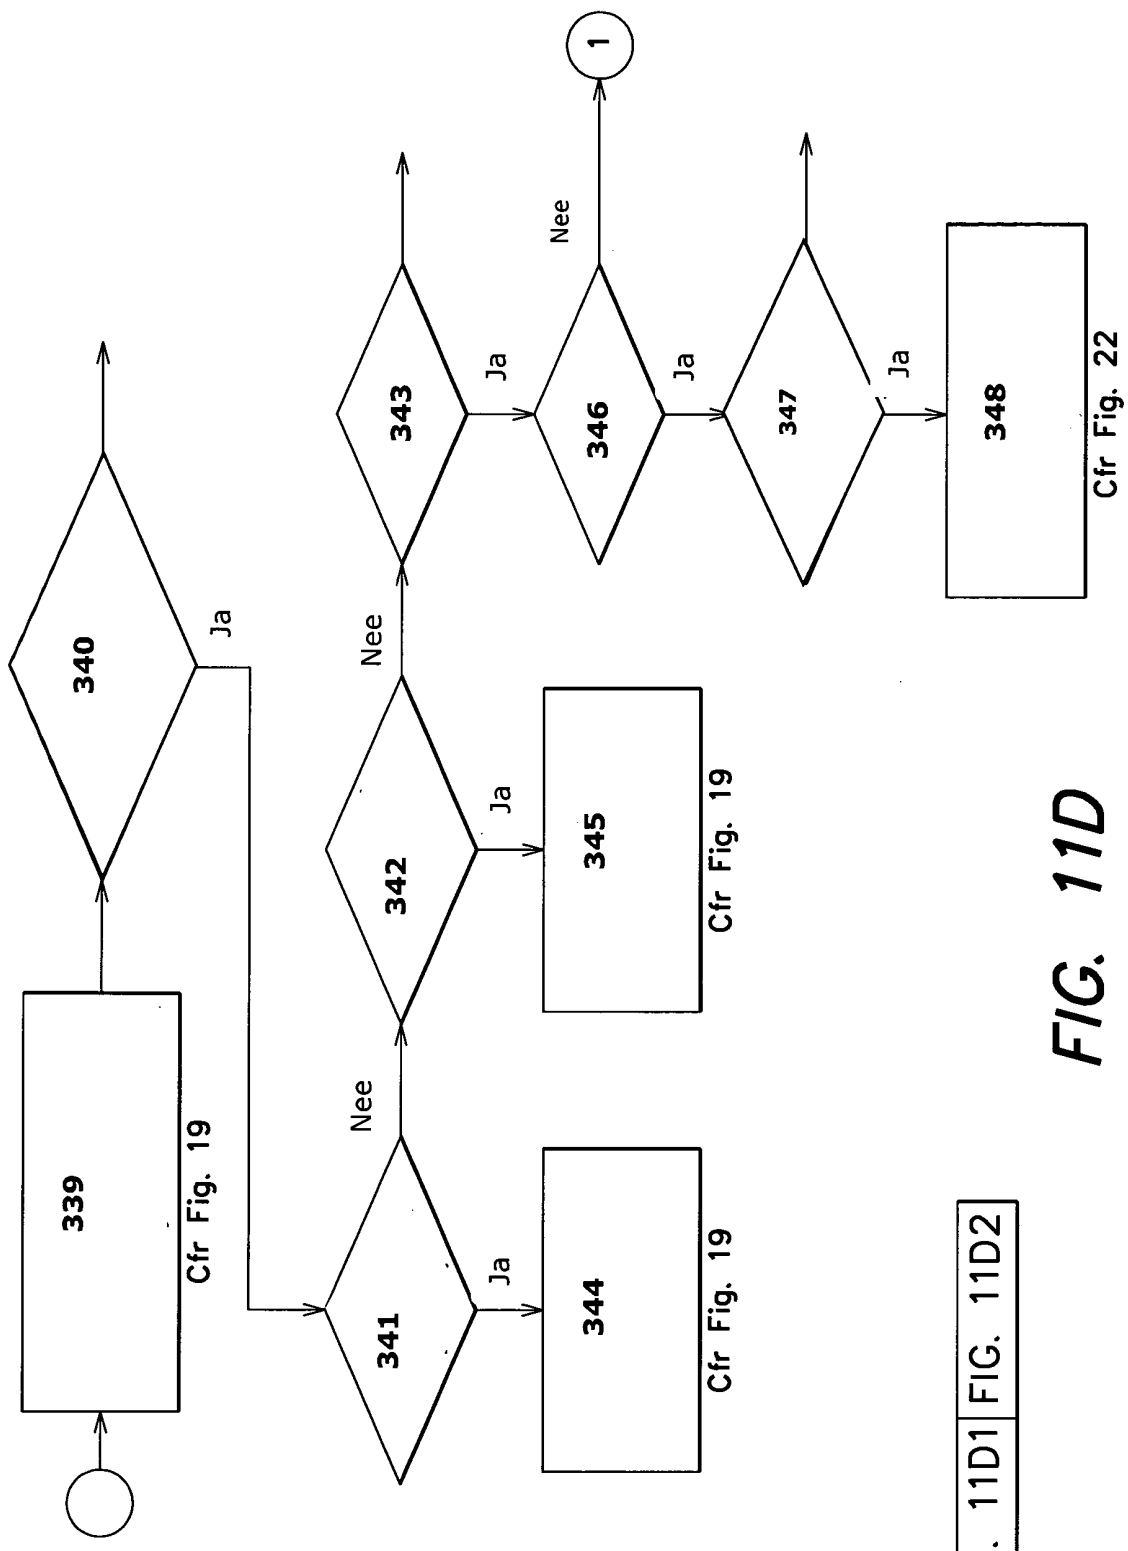 339
Cfr Fig. 19
340
Ja
341
Nee
Ja
344
Cfr Fig. 19
342
Nee
Ja
345
Cfr Fig. 19
343
Ja
346
Nee
1
Ja
347
Ja
348
Cfr Fig. 22
. 11D1 FIG. 11D2
FIG. 11D